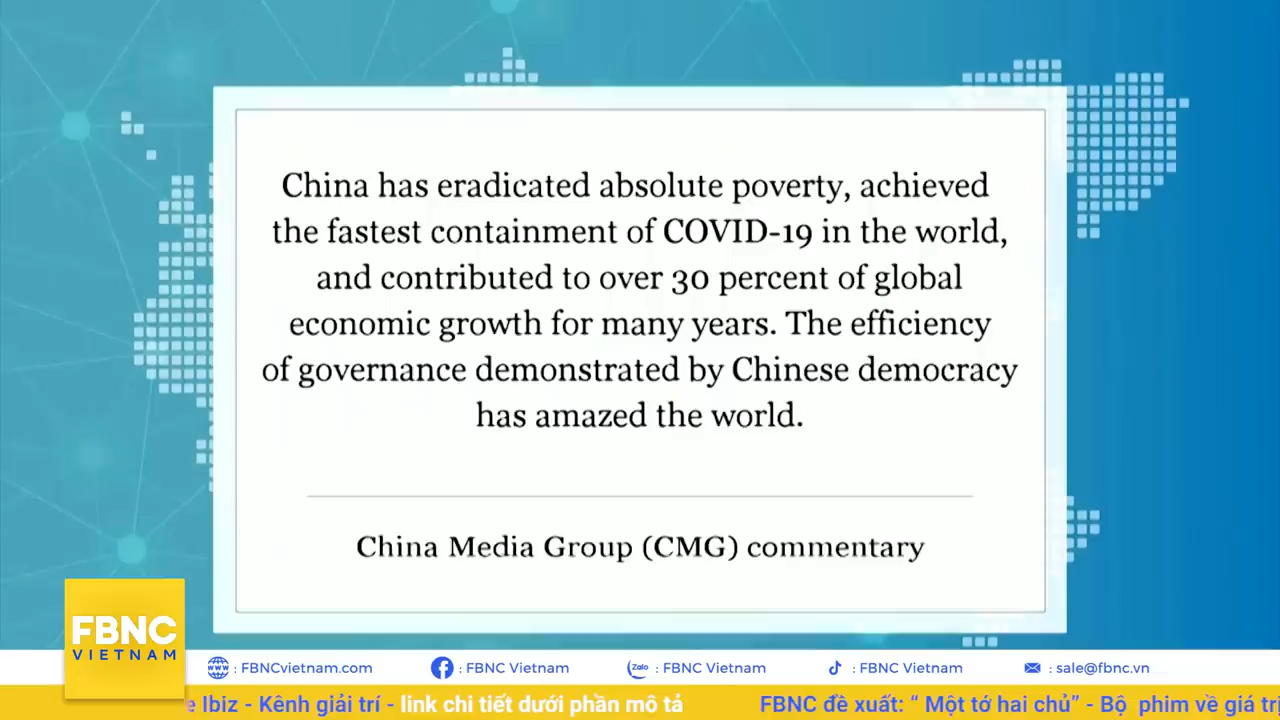 China has eradicated absolute poverty, achieved
the fastest containment of COVID-19 in the world,
and contributed to over 30 percent of global
economic growth for many years. The efficiency
of governance demonstrated by Chinese democracy
has amazed the world.
China Media Group (CMG) commentary
FBNC
VIETNAM
: FBNCvietnam.com : FBNC Vietnam Zalo : FBNC Vietnam : FBNC Vietnam : sale@fbnc.vn
e Ibiz - Kênh giải trí - link chi tiết dưới phần mô tả FBNC đề xuất: “ Một tớ hai chủ” - Bộ phim về giá trị